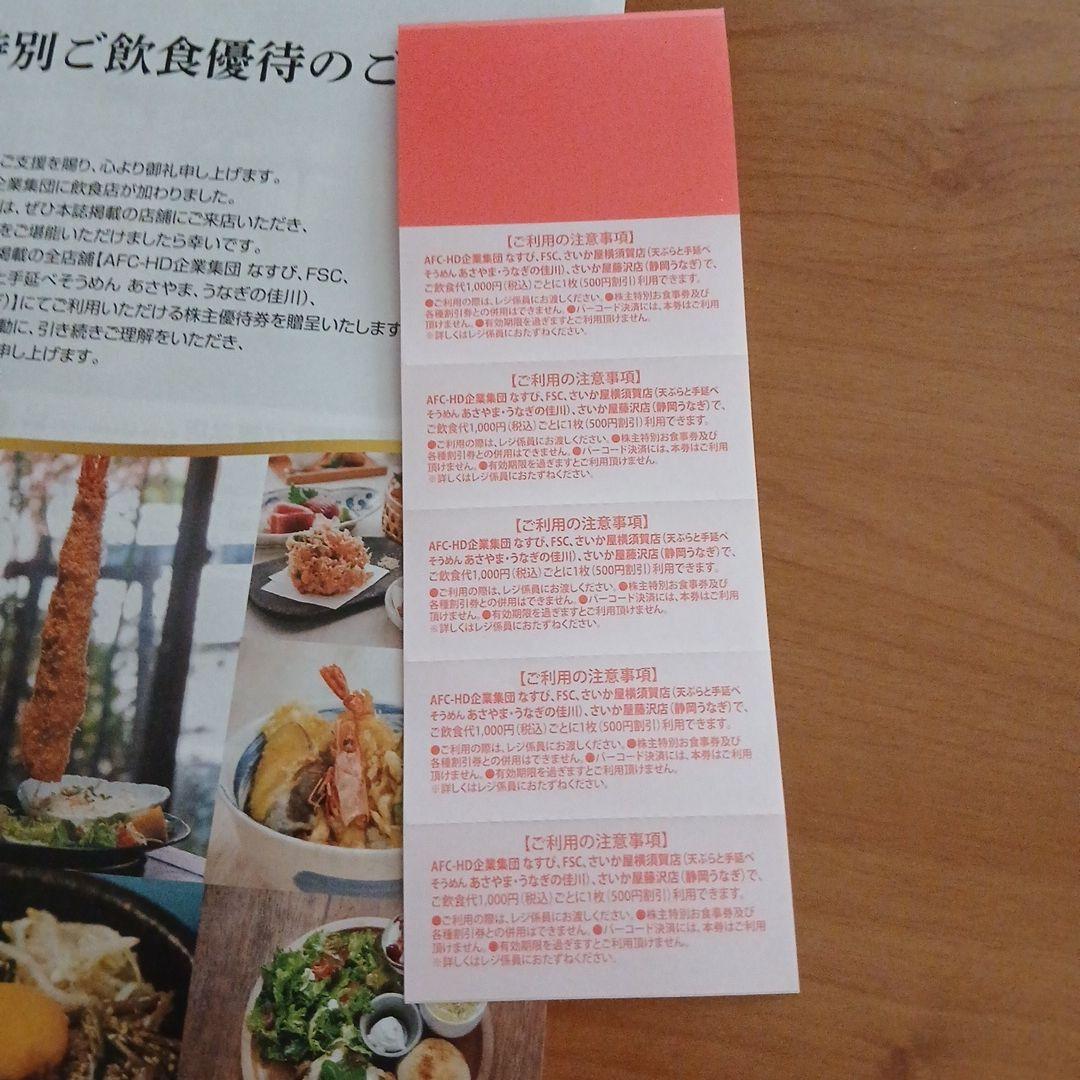 別ご飲食優待のご
ご支援を賜り、心より御礼申し上げます。
企業集団に飲食店が加わりました。
は、ぜひ本誌掲載の店舗にご来店いただき、
をご堪能いただけましたら幸いです。
掲載の全店舗【AFC-HD企業集団 なすび、FSC、
と手延べそうめん あさやま、うなぎの佳川)、
)】にてご利用いただける株主優待券を贈呈いたします
動に、引き続きご理解をいただき、
申し上げます。
【ご利用の注意事項】
AFC-HD企業集団 なすび、FSC、さいか屋横須賀店(天ぷらと手延べ
そうめん あさやま・うなぎの佳川)、さいか屋藤沢店(静岡うなぎ)で、
ご飲食代1,000円(税込)ごとに1枚(500円割引)利用できます。
●ご利用の際は、レジ係員にお渡しください。●株主特別お食事券及び
各種割引券との併用はできません。●バーコード決済には、本券はご利用
頂けません。●有効期限を過ぎますとご利用頂けません。
※詳しくはレジ係員におたずねください。
【ご利用の注意事項】
AFC-HD企業集団 なすび、FSC、さいか屋横須賀店(天ぷらと手延べ
そうめん あさやま・うなぎの佳川)、さいか屋藤沢店(静岡うなぎ)で、
ご飲食代1,000円(税込)ごとに1枚(500円割引)利用できます。
●ご利用の際は、レジ係員にお渡しください。●株主特別お食事券及び
各種割引券との併用はできません。●バーコード決済には、本券はご利用
頂けません。●有効期限を過ぎますとご利用頂けません。
※詳しくはレジ係員におたずねください。
【ご利用の注意事項】
AFC-HD企業集団 なすび、FSC、さいか屋横須賀店(天ぷらと手延べ
そうめん あさやま・うなぎの佳川)、さいか屋藤沢店(静岡うなぎ)で、
ご飲食代1,000円(税込)ごとに1枚(500円割引)利用できます。
●ご利用の際は、レジ係員にお渡しください。●株主特別お食事券及び
各種割引券との併用はできません。●バーコード決済には、本券はご利用
頂けません。●有効期限を過ぎますとご利用頂けません。
※詳しくはレジ係員におたずねください。
【ご利用の注意事項】
AFC-HD企業集団 なすび、FSC、さいか屋横須賀店(天ぷらと手延べ
そうめん あさやま・うなぎの佳川)、さいか屋藤沢店(静岡うなぎ)で、
ご飲食代1,000円(税込)ごとに1枚(500円割引)利用できます。
●ご利用の際は、レジ係員にお渡しください。●株主特別お食事券及び
各種割引券との併用はできません。●バーコード決済には、本券はご利用
頂けません。●有効期限を過ぎますとご利用頂けません。
※詳しくはレジ係員におたずねください。
【ご利用の注意事項】
AFC-HD企業集団 なすび、FSC、さいか屋横須賀店(天ぷらと手延べ
そうめん あさやま・うなぎの佳川)、さいか屋藤沢店(静岡うなぎ)で、
ご飲食代1,000円(税込)ごとに1枚(500円割引)利用できます。
●ご利用の際は、レジ係員にお渡しください。●株主特別お食事券及び
各種割引券との併用はできません。●バーコード決済には、本券はご利用
頂けません。●有効期限を過ぎますとご利用頂けません。
※詳しくはレジ係員におたずねください。